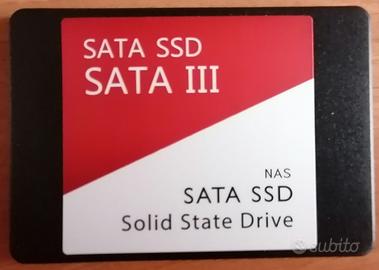 SATA SSD
SATA III
NAS
SATA SSD
Solid State Drive
subito